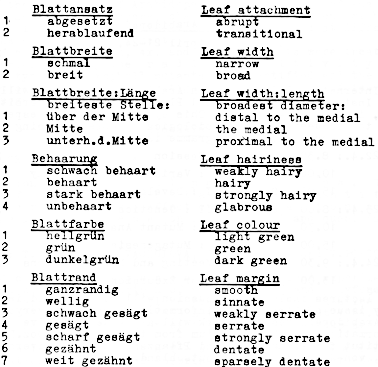 Blattansatz Leaf attachment
1 abgesetzt abrupt
2 herablaufend transitional
Blattbreite Leaf width
1 schmal narrow
2 breit broad
Blattbreite:Länge Leaf width:length
breiteste Stelle: broadest diameter:
1 über der Mitte distal to the medial
2 Mitte the medial
3 unterh.d.Mitte proximal to the medial
Behaarung Leaf hairiness
1 schwach behaart weakly hairy
2 behaart hairy
3 stark behaart strongly hairy
4 unbehaart glabrous
Blattfarbe Leaf colour
1 hellgrün light green
2 grün green
3 dunkelgrün dark green
Blattrand Leaf margin
1 ganzrandig smooth
2 wellig sinnate
3 schwach gesägt weakly serrate
4 gesägt serrate
5 scharf gesägt strongly serrate
6 gezähnt dentate
7 weit gezähnt sparsely dentate